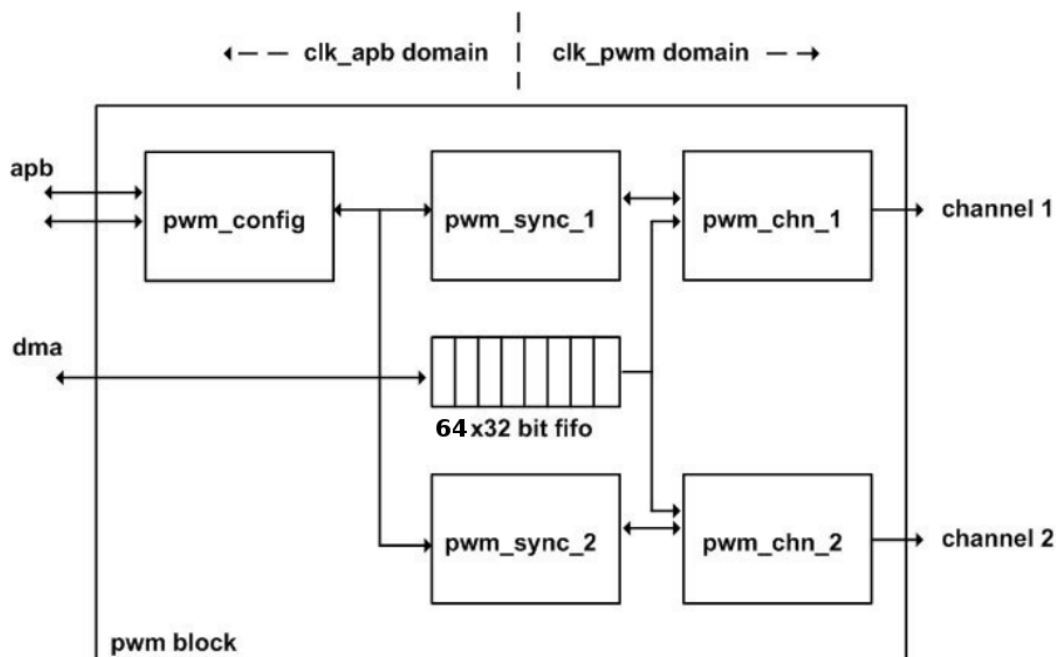 clk_apb domain
clk_pwm domain
apb
pwm_config
pwm_sync_1
pwm_chn_1
channel 1
dma
64x32 bit fifo
pwm_sync_2
pwm_chn_2
channel 2
pwm block